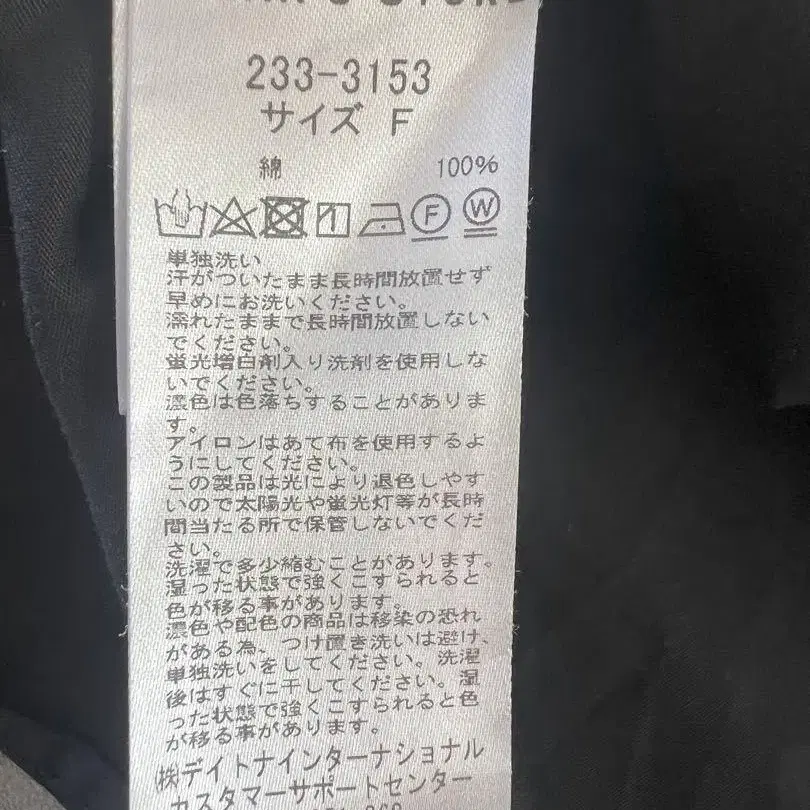 233-3153
サイズ F
綿 100%
F W
単独洗い
汗がついたまま長時間放置せず
早めにお洗いください。
濡れたままで長時間放置しない
でください。
蛍光増白剤入り洗剤を使用しな
いでください。
濃色は色落ちすることがありま
す。
アイロンはあて布を使用するよ
うにしてください。
この製品は光により退色しやす
いので太陽光や蛍光灯等が長時
間当たる所で保管しないでくだ
さい。
洗濯で多少縮むことがあります。
湿った状態で強くこすられると
色が移る事があります。
濃色や配色の商品は移染の恐れ
がある為、つけ置き洗いは避け、
単独洗いをしてください。洗濯
後はすぐに干してください。湿
った状態で強くこすられると色
が移る事があります。
㈱デイトナインターナショナル
カスタマーサポートセンター